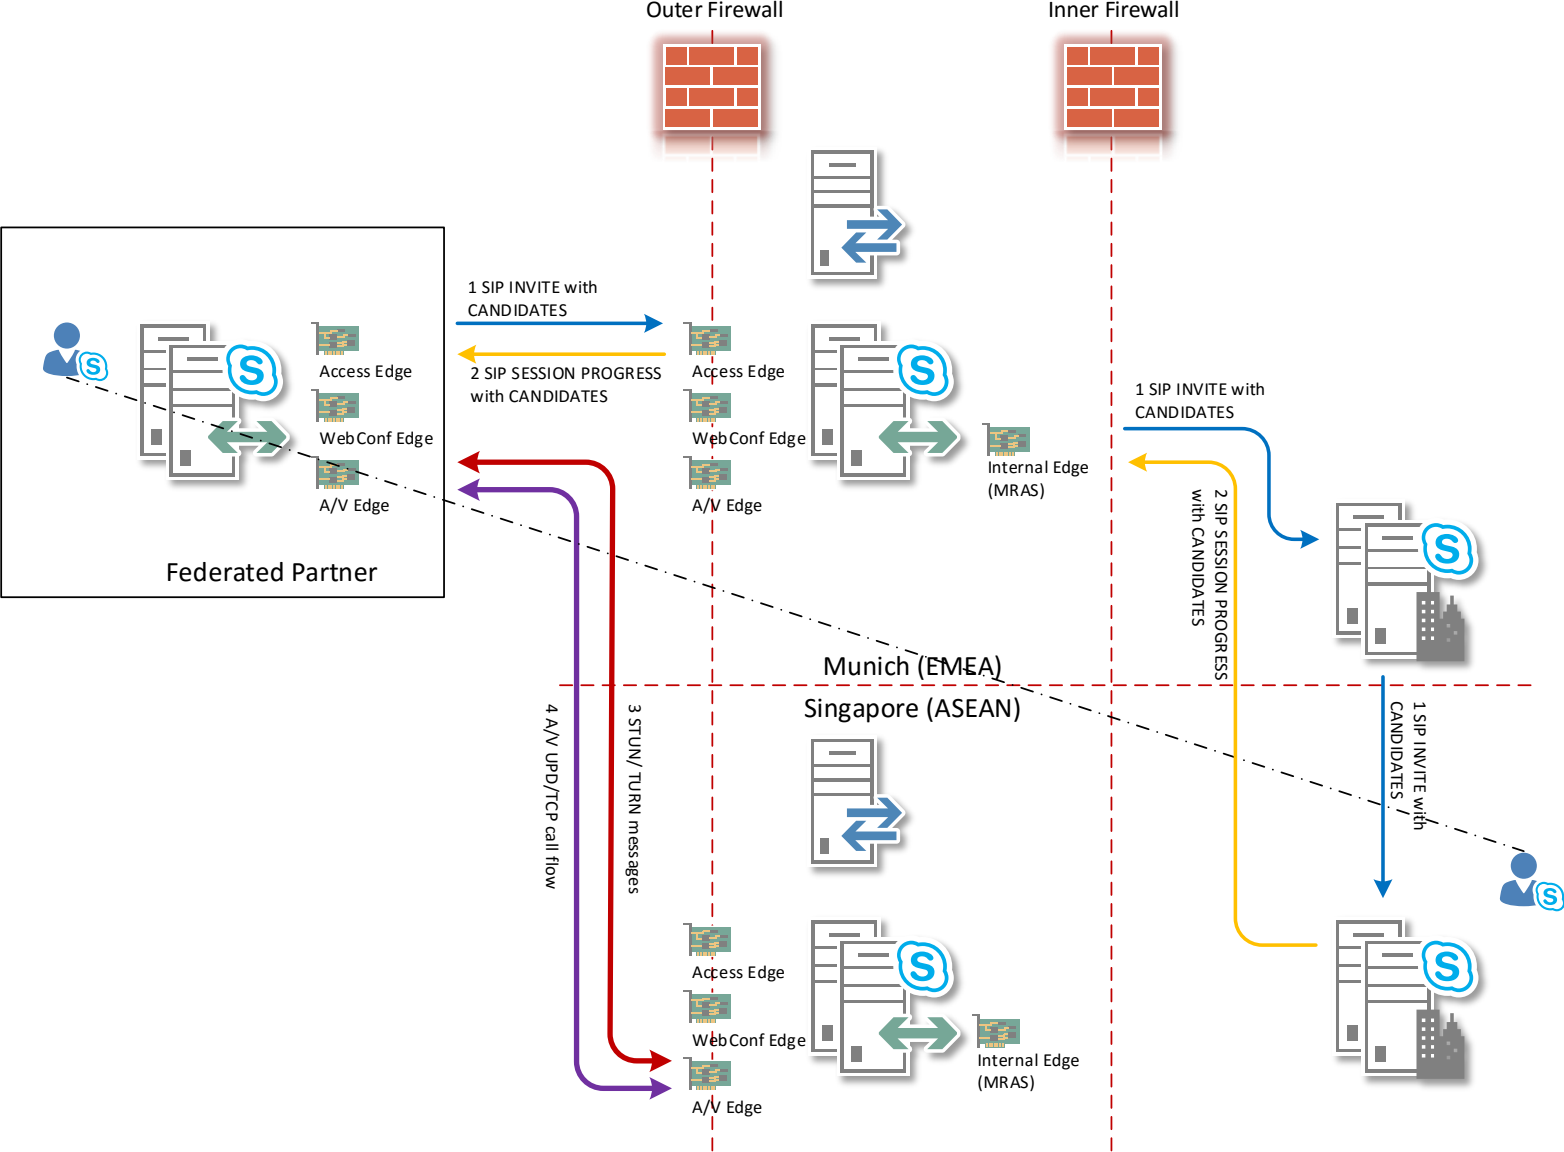 Outer Firewall
Inner Firewall
1 SIP INVITE with
CANDIDATES
2 SIP SESSION PROGRESS
with CANDIDATES
Access Edge
WebConf Edge
A/V Edge
Federated Partner
Access Edge
WebConf Edge
A/V Edge
Internal Edge
(MRAS)
1 SIP INVITE with
CANDIDATES
2 SIP SESSION PROGRESS
with CANDIDATES
Munich (EMEA)
Singapore (ASEAN)
4 A/V UPD/TCP call flow
3 STUN/ TURN messages
1 SIP INVITE with
CANDIDATES
Access Edge
WebConf Edge
A/V Edge
Internal Edge
(MRAS)